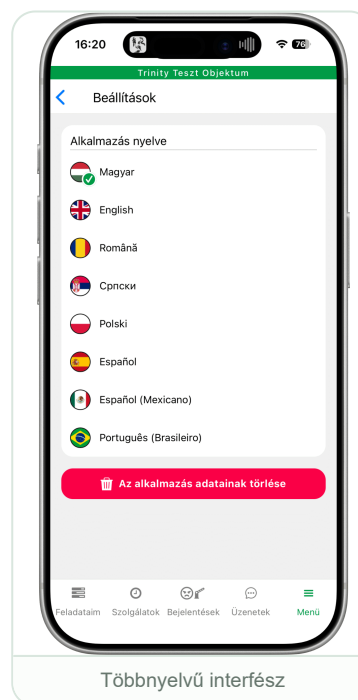 16:20
76
Trinity Teszt Objektum
Beállítások
Alkalmazás nyelve
Magyar
English
Română
Српски
Polski
Español
Español (Mexicano)
Português (Brasileiro)
Az alkalmazás adatainak törlése
Feladataim Szolgálatok Bejelentések Üzenetek Menü
Többnyelvű interfész